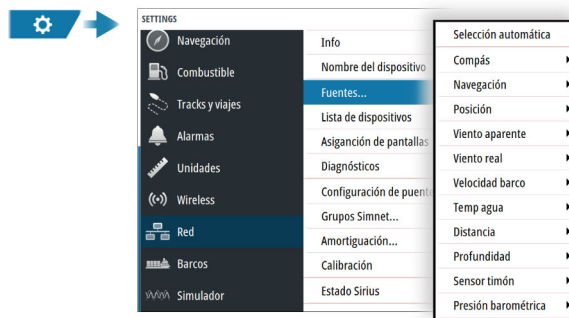 SETTINGS
Navegación
Combustible
Tracks y viajes
Alarmas
Unidades
Wireless
Red
Barcos
Simulador
Info
Nombre del dispositivo
Fuentes...
Lista de dispositivos
Asiganción de pantallas
Diagnósticos
Configuración de puente
Grupos Simnet...
Amortiguación...
Calibración
Estado Sirius
Selección automática
Compás
Navegación
Posición
Viento aparente
Viento real
Velocidad barco
Temp agua
Distancia
Profundidad
Sensor timón
Presión barométrica